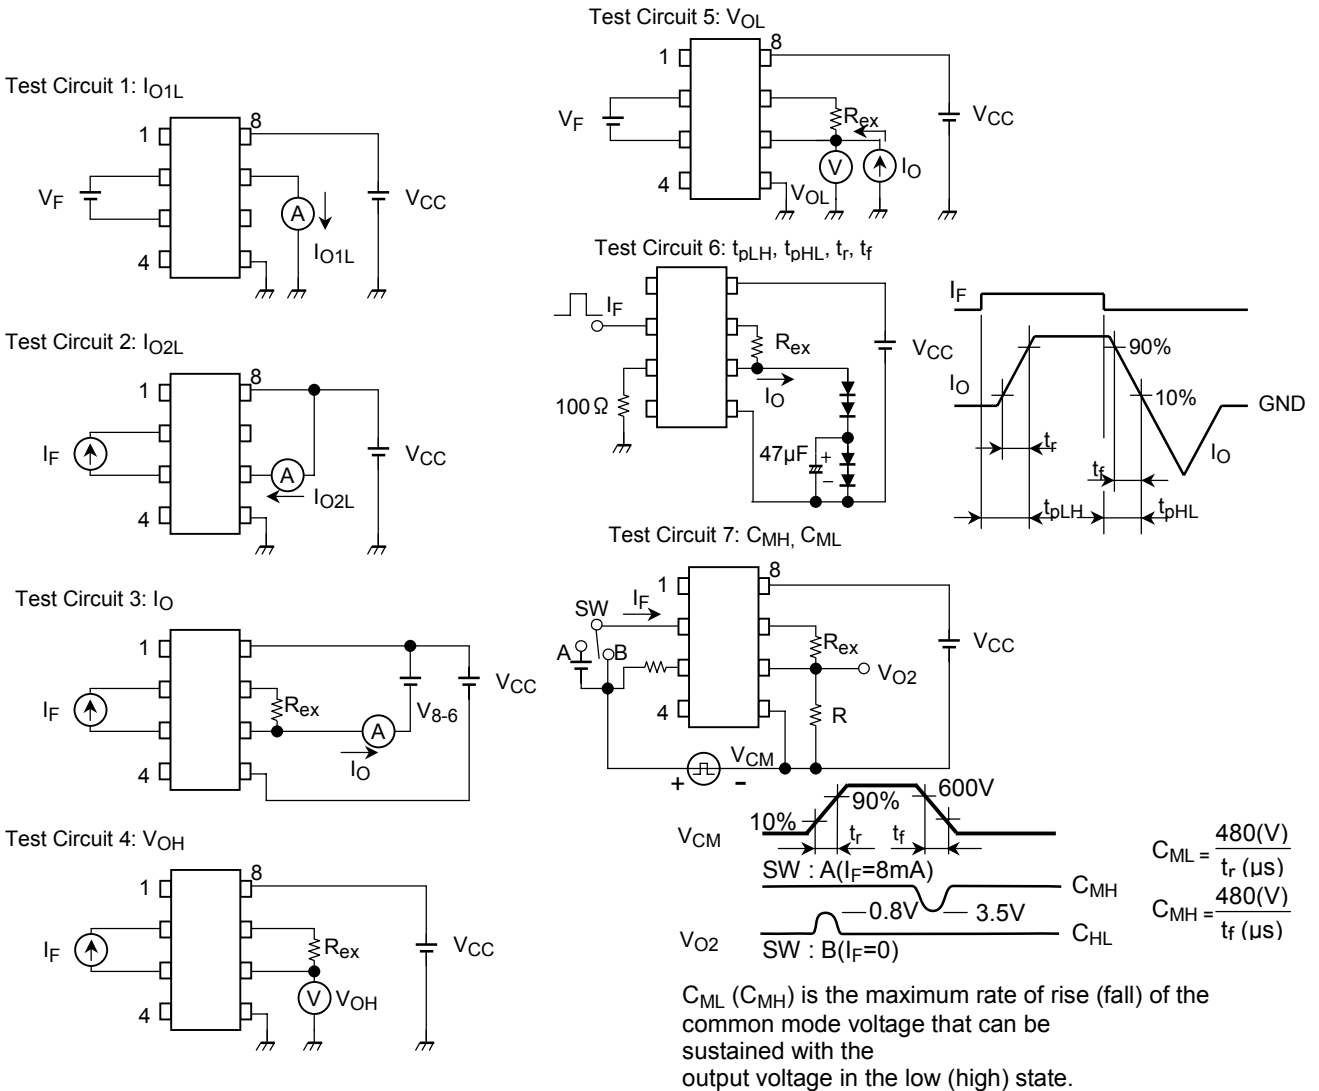 Test Circuit 1: IO1L
1
8
VF
VCC
A
IO1L
4
Test Circuit 2: IO2L
1
8
IF
VCC
A
IO2L
4
Test Circuit 3: IO
1
IF
Rex
V8-6
VCC
A
IO
4
Test Circuit 4: VOH
1
8
IF
Rex
VCC
V
VOH
4
Test Circuit 5: VOL
1
8
VF
Rex
VCC
V
IO
4
VOL
Test Circuit 6: tpLH, tpHL, tr, tf
IF
Rex
VCC
IO
100Ω
47μF
+
−
IF
90%
IO
10%
GND
tr
IO
tf
tpLH
tpHL
Test Circuit 7: CMH, CML
1
8
IF
SW
Rex
VCC
A
B
VO2
4
R
VCM
+
-
90%
600V
10%
VCM
tr
tf
SW : A(IF=8mA)
CMH
0.8V
3.5V
VO2
CHL
SW : B(IF=0)
CML = 480(V)
tr (μs)
CMH = 480(V)
tf (μs)
CML (CMH) is the maximum rate of rise (fall) of the
common mode voltage that can be
sustained with the
output voltage in the low (high) state.